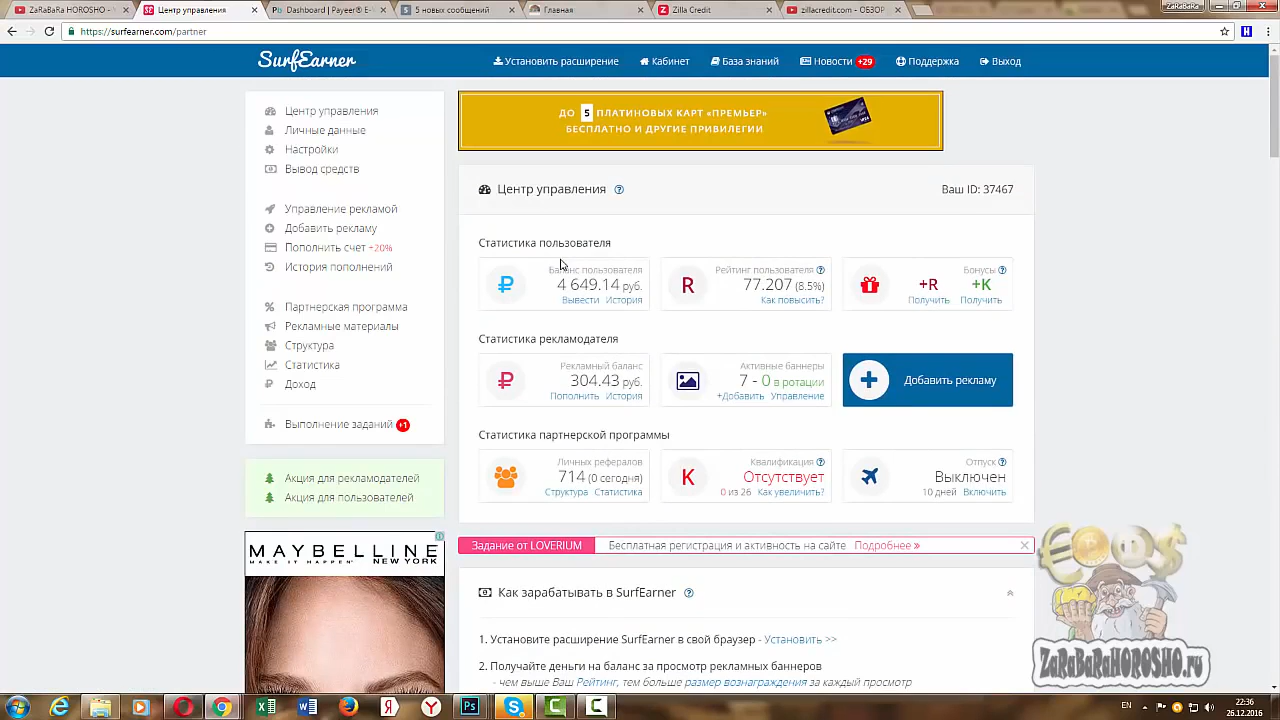 ZaRaBaRa HOROSHO - Yo
Центр управления
Dashboard | Payeer® E-W
5 новых сообщений
Главная
Zilla Credit
zillacredit.com - ОБЗОР
ZaRaBaRa
https://surfearner.com/partner
SurfEarner
Установить расширение
Кабинет
База знаний
Новости +29
Поддержка
Выход
Центр управления
Личные данные
Настройки
Вывод средств
Управление рекламой
Добавить рекламу
Пополнить счет +20%
История пополнений
Партнерская программа
Рекламные материалы
Структура
Статистика
Доход
Выполнение заданий +1
Акция для рекламодателей
Акция для пользователей
MAYBELLINE
MAKE IT HAPPEN NEW YORK
ДО 5 ПЛАТИНОВЫХ КАРТ «ПРЕМЬЕР»
БЕСПЛАТНО И ДРУГИЕ ПРИВИЛЕГИИ
Центр управления
Ваш ID: 37467
Статистика пользователя
Баланс пользователя
4 649.14 руб.
Вывести История
R
Рейтинг пользователя
77.207 (8.5%)
Как повысить?
Бонусы
+R +K
Получить Получить
Статистика рекламодателя
Рекламный баланс
304.43 руб.
Пополнить История
Активные баннеры
7 - 0 в ротации
+Добавить Управление
Добавить рекламу
Статистика партнерской программы
Личных рефералов
714 (0 сегодня)
Структура Статистика
K
Квалификация
Отсутствует
0 из 26 Как увеличить?
Отпуск
Выключен
10 дней Включить
Задание от LOVERIUM
Бесплатная регистрация и активность на сайте Подробнее »
Как зарабатывать в SurfEarner
1. Установите расширение SurfEarner в свой браузер - Установить >>
2. Получайте деньги на баланс за просмотр рекламных баннеров
- чем выше Ваш Рейтинг, тем больше размер вознаграждения за каждый просмотр
ZaRaBaRaHOROSHO.ru
EN
22:36
26.12.2016